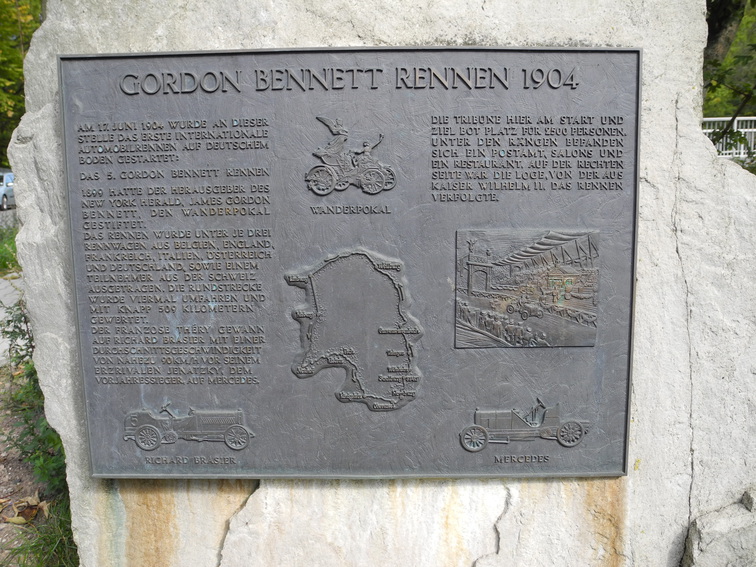 GORDON BENNETT RENNEN 1904
AM 17. JUNI 1904 WURDE AN DIESER
STELLE DAS ERSTE INTERNATIONALE
AUTOMOBILRENNEN AUF DEUTSCHEM
BODEN GESTARTET:
DAS 5. GORDON BENNETT RENNEN
1899 HATTE DER HERAUSGEBER DES
NEW YORK HERALD, JAMES GORDON
BENNETT, DEN WANDERPOKAL
GESTIFTET.
DAS RENNEN WURDE UNTER JE DREI
RENNWAGEN AUS BELGIEN, ENGLAND,
FRANKREICH, ITALIEN, ÖSTERREICH
UND DEUTSCHLAND, SOWIE EINEM
TEILNEHMER AUS DER SCHWEIZ
AUSGETRAGEN. DIE RUNDSTRECKE
WURDE VIERMAL UMFAHREN UND
MIT KNAPP 509 KILOMETERN
GEWERTET.
DER FRANZOSE THÉRY GEWANN
AUF RICHARD BRASIER MIT EINER
DURCHSCHNITTSGESCHWINDIGKEIT
VON NAHEZU 90KM/H VOR SEINEM
ERZRIVALEN JENATZKY, DEM
VORJAHRESSIEGER, AUF MERCEDES.
RICHARD-BRASIER
WANDERPOKAL
DIE TRIBÜNE HIER AM START UND
ZIEL BOT PLATZ FÜR 2500 PERSONEN.
UNTER DEN RÄNGEN BEFANDEN
SICH EIN POSTAMT, SALONS UND
EIN RESTAURANT. AUF DER RECHTEN
SEITE WAR DIE LOGE, VON DER AUS
KAISER WILHELM II. DAS RENNEN
VERFOLGTE.
MERCEDES